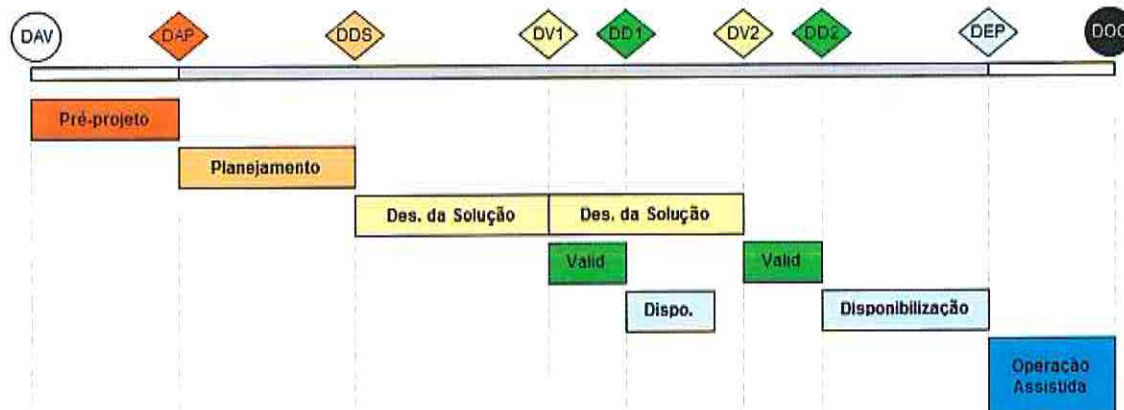 DAV DAP DDS DV1 DD1 DV2 DD2 DEP DOC
Pré-projeto
Planejamento
Des. da Solução Des. da Solução
Valid Valid
Dispo. Disponibilização
Operação
Assistida